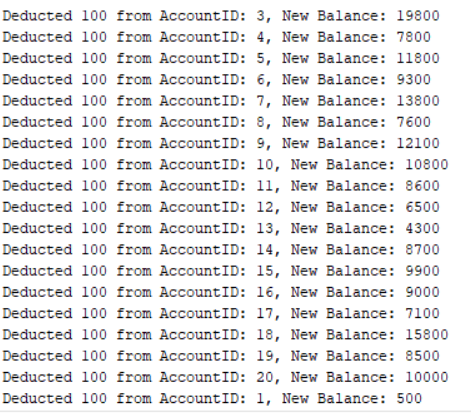 Deducted 100 from AccountID: 3, New Balance: 19800
Deducted 100 from AccountID: 4, New Balance: 7800
Deducted 100 from AccountID: 5, New Balance: 11800
Deducted 100 from AccountID: 6, New Balance: 9300
Deducted 100 from AccountID: 7, New Balance: 13800
Deducted 100 from AccountID: 8, New Balance: 7600
Deducted 100 from AccountID: 9, New Balance: 12100
Deducted 100 from AccountID: 10, New Balance: 10800
Deducted 100 from AccountID: 11, New Balance: 8600
Deducted 100 from AccountID: 12, New Balance: 6500
Deducted 100 from AccountID: 13, New Balance: 4300
Deducted 100 from AccountID: 14, New Balance: 8700
Deducted 100 from AccountID: 15, New Balance: 9900
Deducted 100 from AccountID: 16, New Balance: 9000
Deducted 100 from AccountID: 17, New Balance: 7100
Deducted 100 from AccountID: 18, New Balance: 15800
Deducted 100 from AccountID: 19, New Balance: 8500
Deducted 100 from AccountID: 20, New Balance: 10000
Deducted 100 from AccountID: 1, New Balance: 500